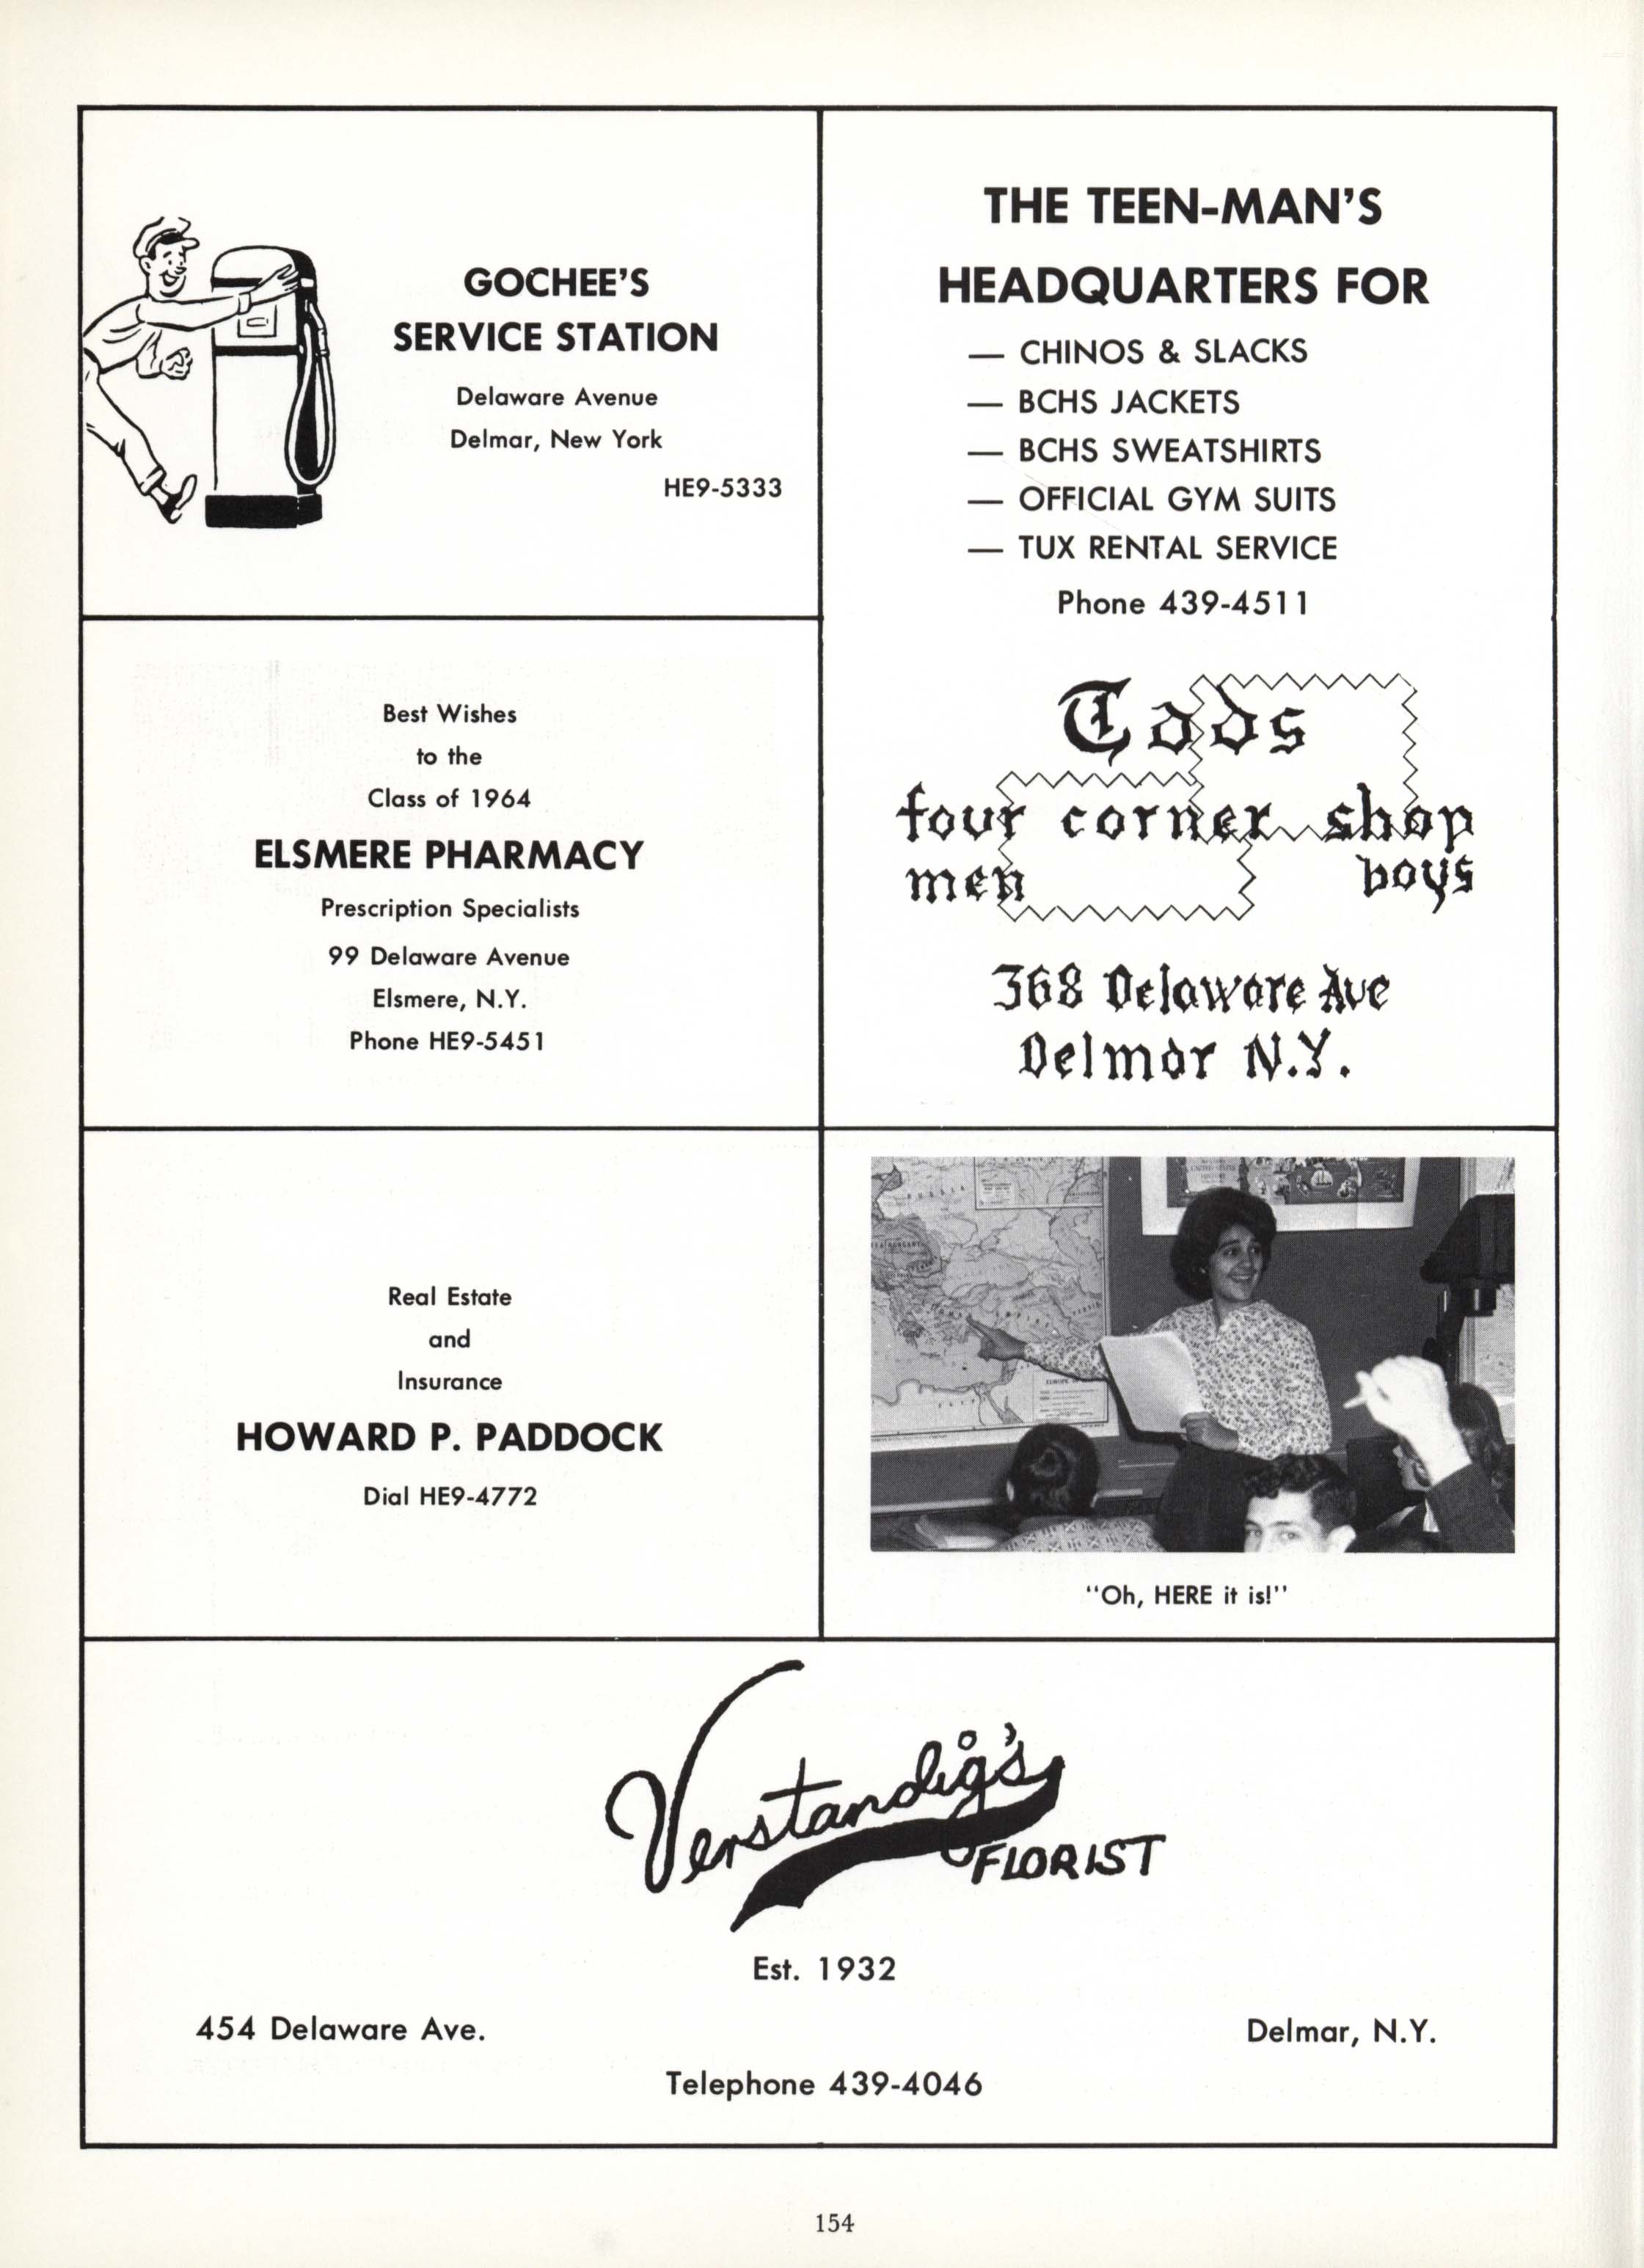 GOCHEE'S
SERVICE STATION
Delaware Avenue
Delmar, New York
HE9-5333
THE TEEN-MAN'S
HEADQUARTERS FOR
— CHINOS & SLACKS
— BCHS JACKETS
— BCHS SWEATSHIRTS
— OFFICIAL GYM SUITS
— TUX RENTAL SERVICE
Phone 439-4511
Tads
four corner shop
men boys
368 Delaware Ave
Delmar N.Y.
Best Wishes
to the
Class of 1964
ELSMERE PHARMACY
Prescription Specialists
99 Delaware Avenue
Elsmere, N.Y.
Phone HE9-5451
Real Estate
and
Insurance
HOWARD P. PADDOCK
Dial HE9-4772
"Oh, HERE it is!"
Verstandig's
FLORIST
Est. 1932
454 Delaware Ave. Delmar, N.Y.
Telephone 439-4046
154